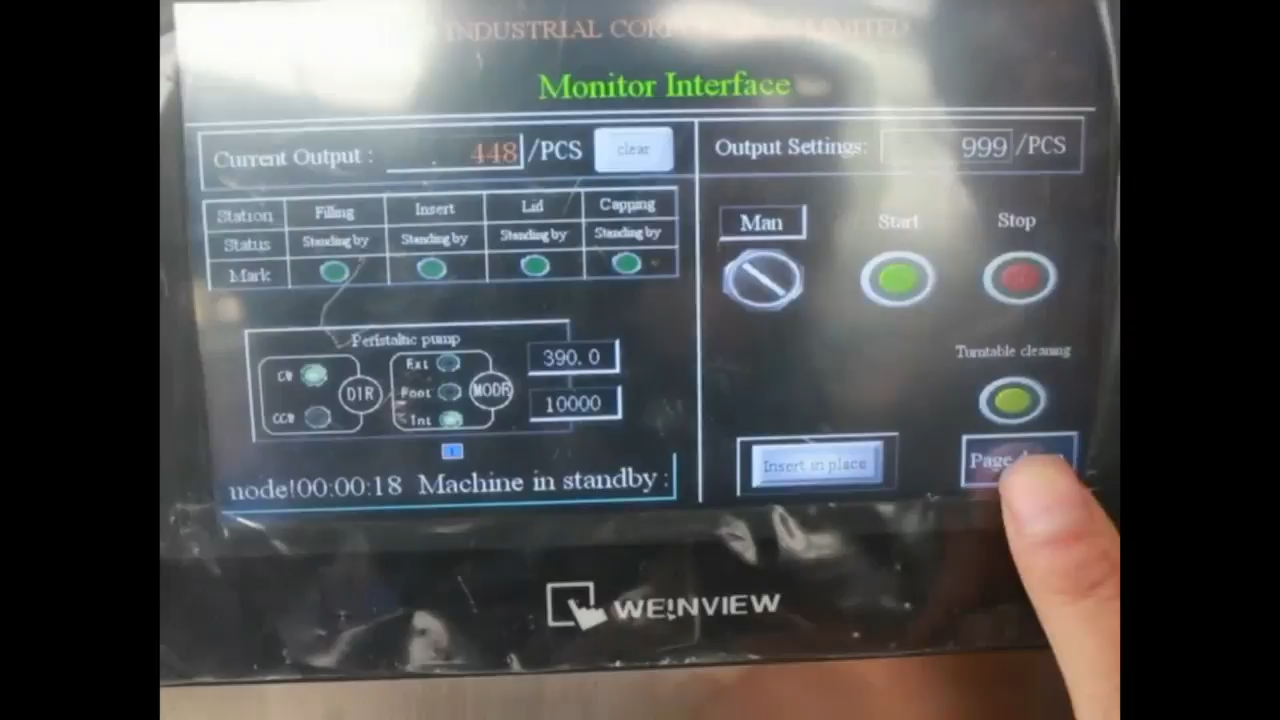 INDUSTRIAL LIMITED
Monitor Interface
Current Output : 448 /PCS clear
Output Settings: 999 /PCS
Station Filling Insert Lid Capping
Status Standing by Standing by Standing by Standing by
Mark
Man Start Stop
Peristaltic pump
CW CCW DIR
Ext Foot Int MODE
390.0
10000
Turntable cleaning
Insert in place
Page
node!00:00:18 Machine in standby :
WEINVIEW